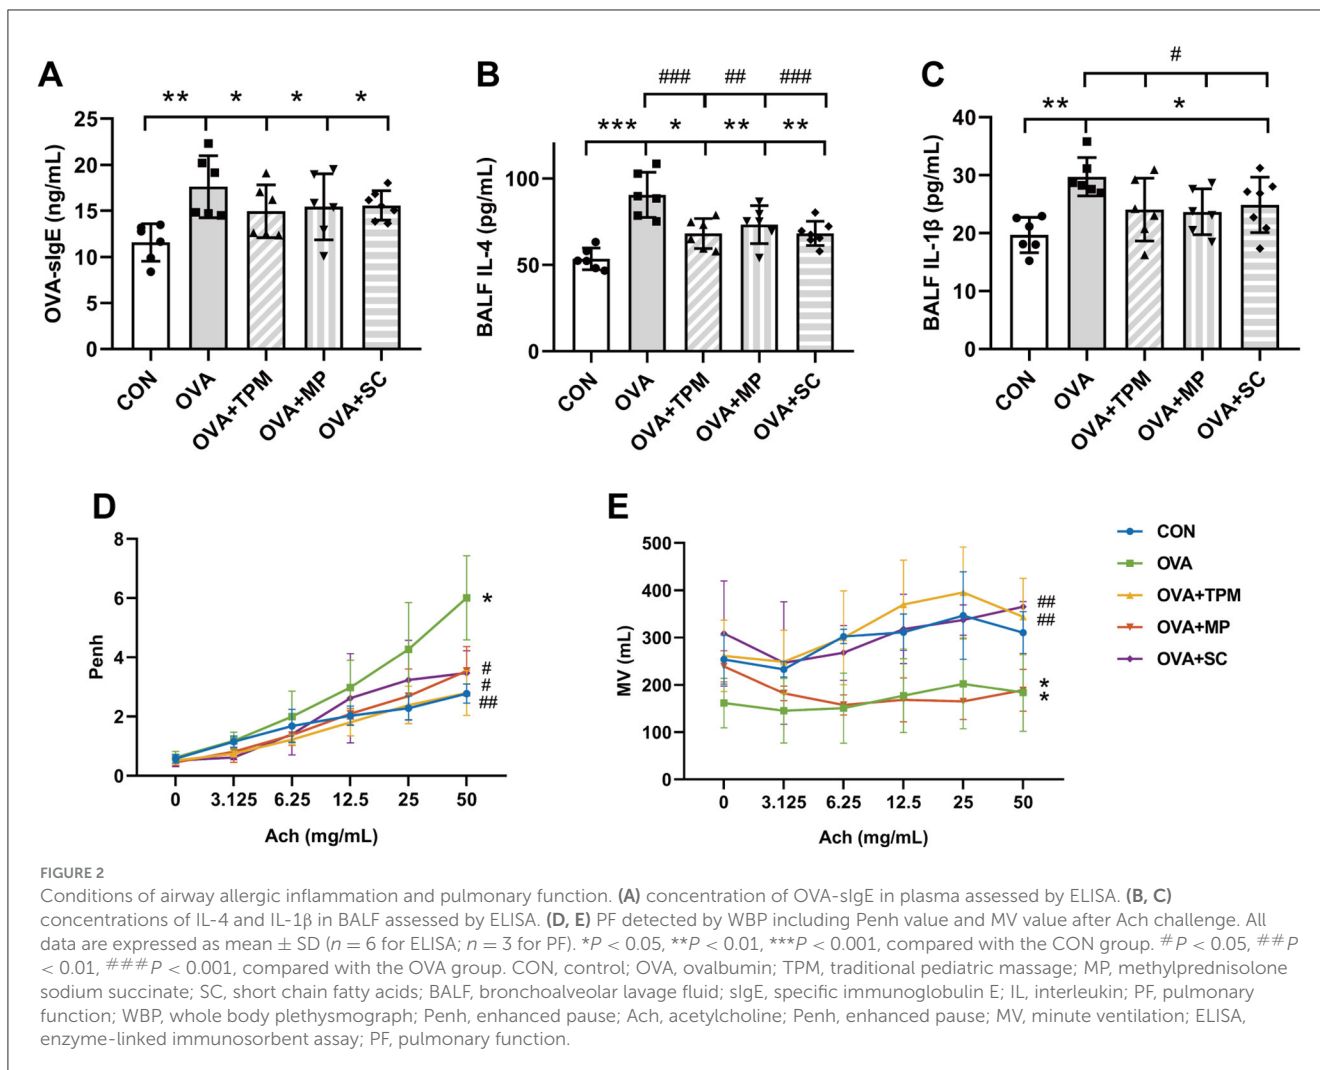 A
** * * *
OVA-sIgE (ng/mL)
25
20
15
10
5
0
CON
OVA
OVA+TPM
OVA+MP
OVA+SC
B
### ## ###
*** * ** **
BALF IL-4 (pg/mL)
100
50
0
CON
OVA
OVA+TPM
OVA+MP
OVA+SC
C
#
** *
BALF IL-1β (pg/mL)
40
30
20
10
0
CON
OVA
OVA+TPM
OVA+MP
OVA+SC
D
Penh
8
6
4
2
0
*
#
#
##
0 3.125 6.25 12.5 25 50
Ach (mg/mL)
E
MV (mL)
500
400
300
200
100
0
##
##
*
*
0 3.125 6.25 12.5 25 50
Ach (mg/mL)
CON
OVA
OVA+TPM
OVA+MP
OVA+SC
FIGURE 2
Conditions of airway allergic inflammation and pulmonary function. (A) concentration of OVA-sIgE in plasma assessed by ELISA. (B, C)
concentrations of IL-4 and IL-1β in BALF assessed by ELISA. (D, E) PF detected by WBP including Penh value and MV value after Ach challenge. All
data are expressed as mean ± SD (n = 6 for ELISA; n = 3 for PF). *P < 0.05, **P < 0.01, ***P < 0.001, compared with the CON group. #P < 0.05, ##P
< 0.01, ###P < 0.001, compared with the OVA group. CON, control; OVA, ovalbumin; TPM, traditional pediatric massage; MP, methylprednisolone
sodium succinate; SC, short chain fatty acids; BALF, bronchoalveolar lavage fluid; sIgE, specific immunoglobulin E; IL, interleukin; PF, pulmonary
function; WBP, whole body plethysmograph; Penh, enhanced pause; Ach, acetylcholine; Penh, enhanced pause; MV, minute ventilation; ELISA,
enzyme-linked immunosorbent assay; PF, pulmonary function.